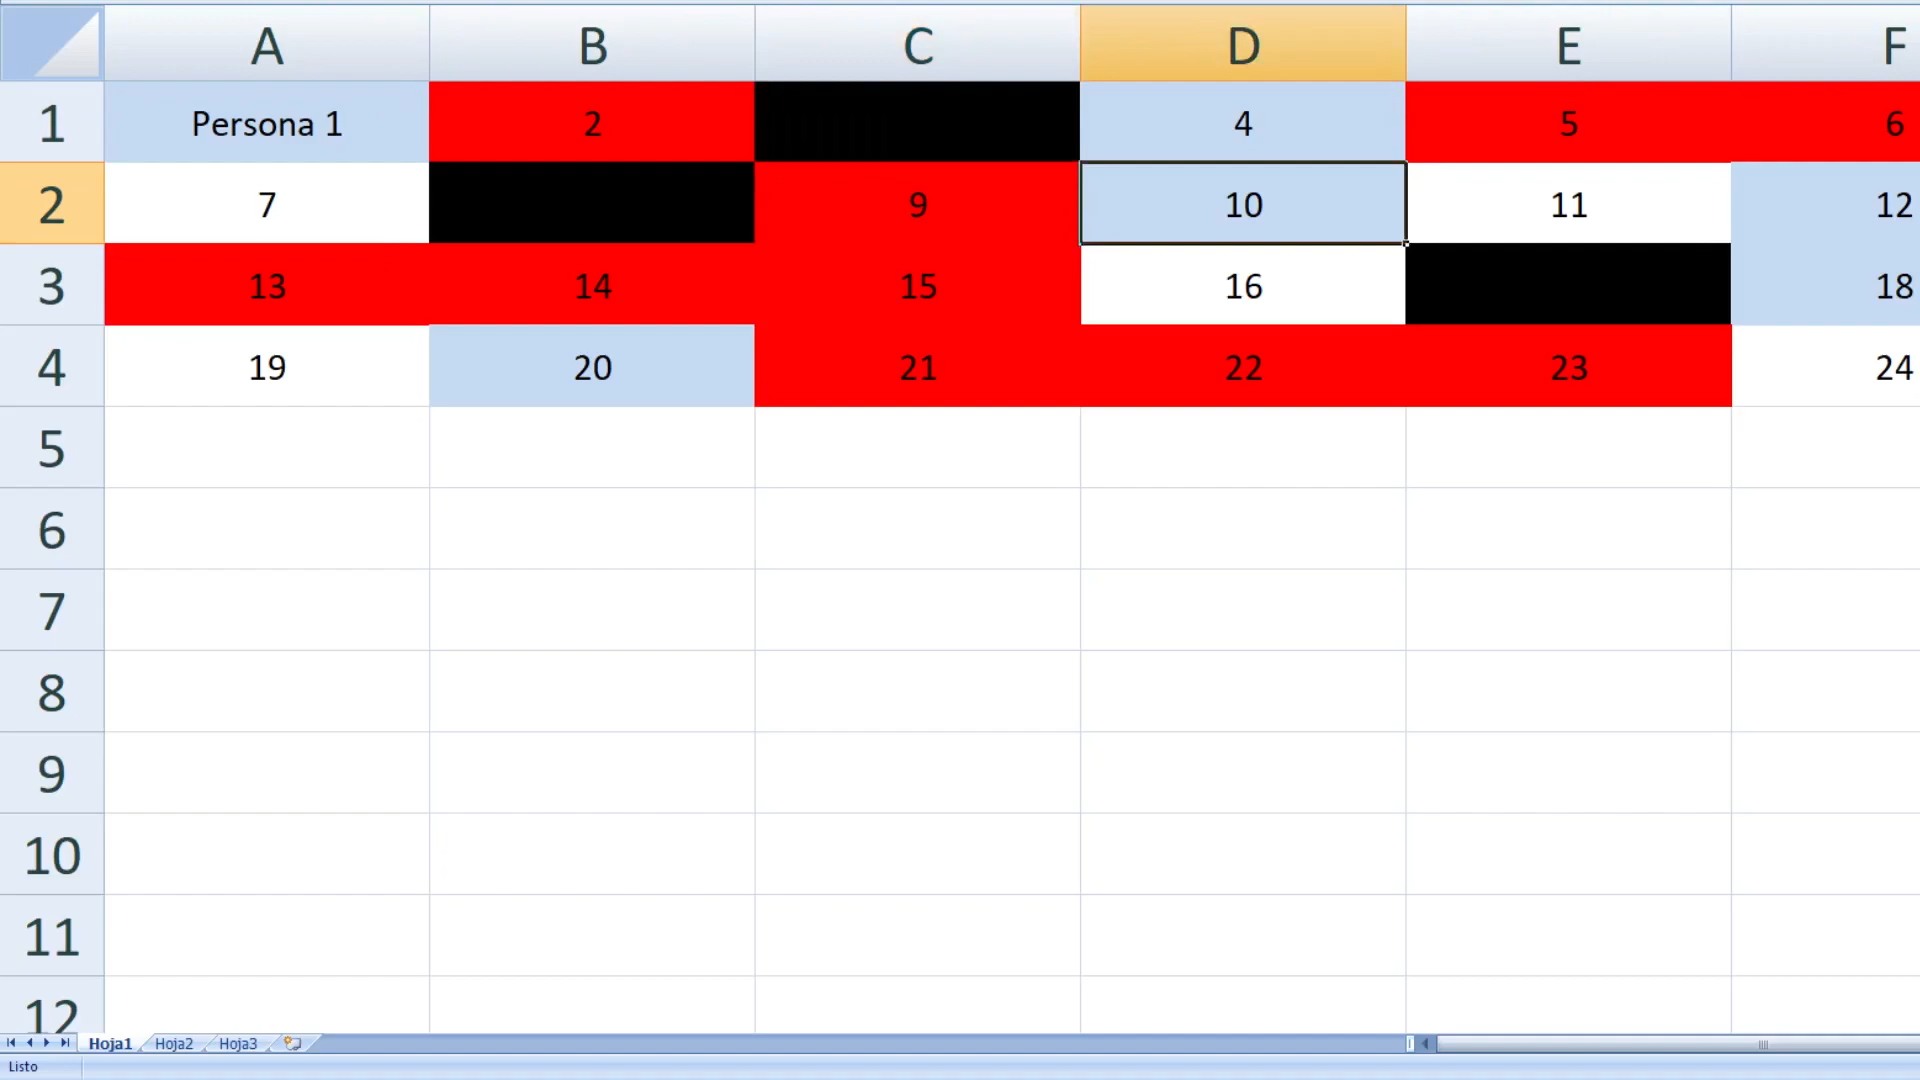 A B C D E F
1 Persona 1 2 4 5 6
2 7 9 10 11 12
3 13 14 15 16 18
4 19 20 21 22 23 24
5
6
7
8
9
10
11
12
Hoja1 Hoja2 Hoja3
Listo